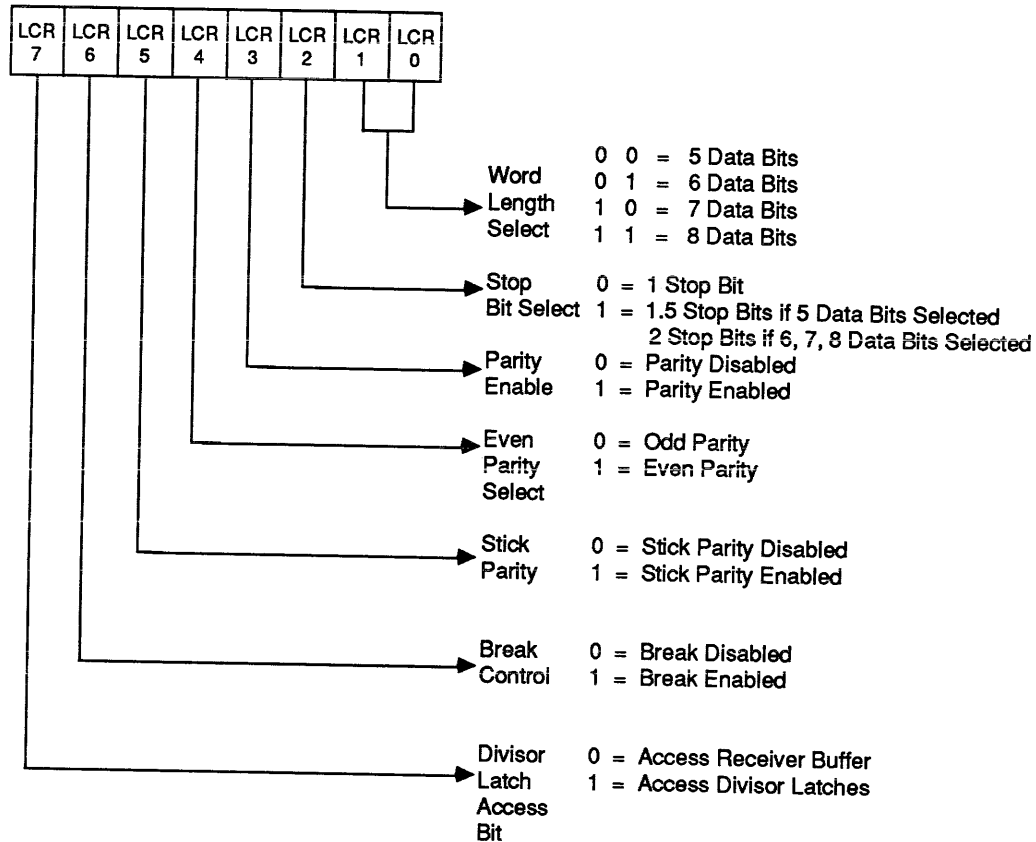 LCR LCR LCR LCR LCR LCR LCR LCR
7 6 5 4 3 2 1 0
Word Length Select
0 0 = 5 Data Bits
0 1 = 6 Data Bits
1 0 = 7 Data Bits
1 1 = 8 Data Bits
Stop Bit Select
0 = 1 Stop Bit
1 = 1.5 Stop Bits if 5 Data Bits Selected
2 Stop Bits if 6, 7, 8 Data Bits Selected
Parity Enable
0 = Parity Disabled
1 = Parity Enabled
Even Parity Select
0 = Odd Parity
1 = Even Parity
Stick Parity
0 = Stick Parity Disabled
1 = Stick Parity Enabled
Break Control
0 = Break Disabled
1 = Break Enabled
Divisor Latch Access Bit
0 = Access Receiver Buffer
1 = Access Divisor Latches